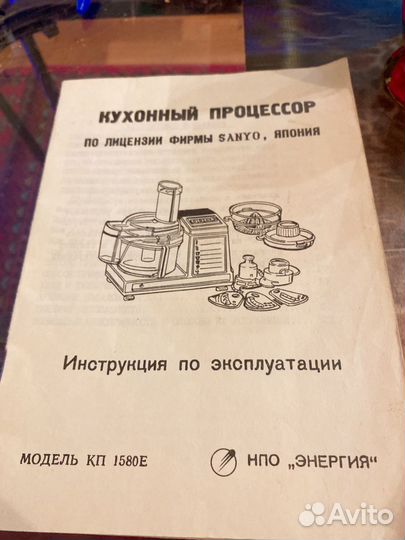 КУХОННЫЙ ПРОЦЕССОР
ПО ЛИЦЕНЗИИ ФИРМЫ SANYO, ЯПОНИЯ
Инструкция по эксплуатации
МОДЕЛЬ КП 1580Е
НПО „ЭНЕРГИЯ“
Avito